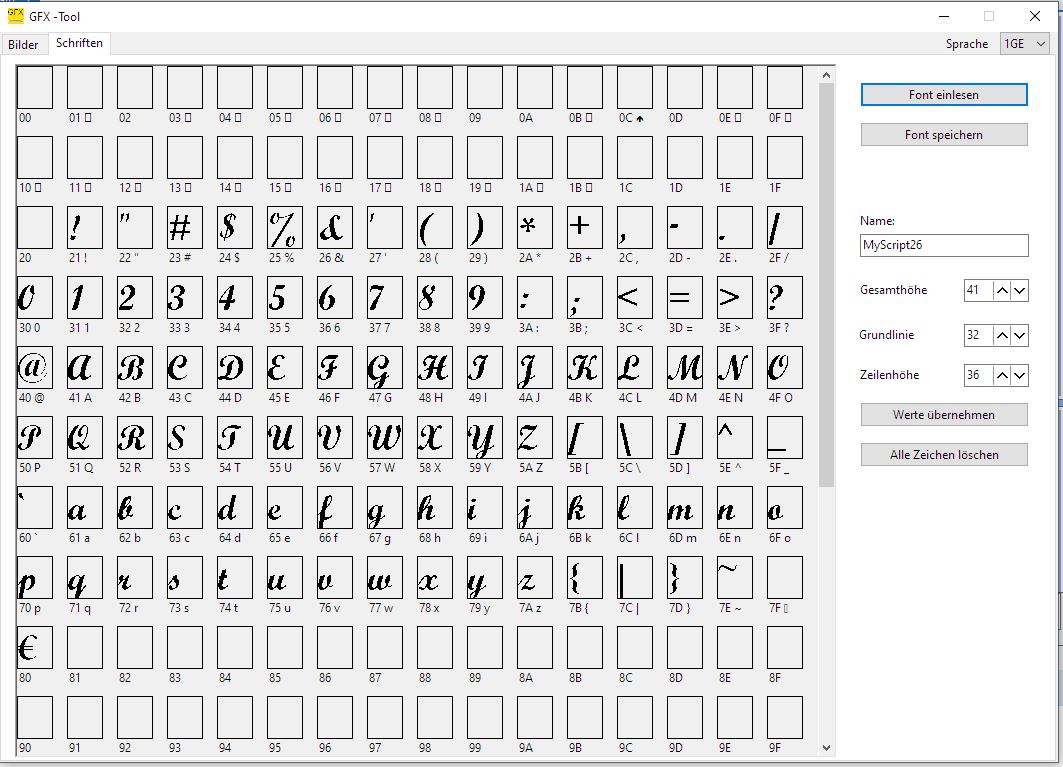 GFX -Tool
Bilder Schriften Sprache 1GE
00 01 02 03 04 05 06 07 08 09 0A 0B 0C 0D 0E 0F
10 11 12 13 14 15 16 17 18 19 1A 1B 1C 1D 1E 1F
! " # $ % & ' ( ) * + , - . /
20 21 ! 22 " 23 # 24 $ 25 % 26 & 27 ' 28 ( 29 ) 2A * 2B + 2C , 2D - 2E . 2F /
0 1 2 3 4 5 6 7 8 9 : ; < = > ?
30 0 31 1 32 2 33 3 34 4 35 5 36 6 37 7 38 8 39 9 3A : 3B ; 3C < 3D = 3E > 3F ?
@ A B C D E F G H I J K L M N O
40 @ 41 A 42 B 43 C 44 D 45 E 46 F 47 G 48 H 49 I 4A J 4B K 4C L 4D M 4E N 4F O
P Q R S T U V W X Y Z [ \ ] ^ _
50 P 51 Q 52 R 53 S 54 T 55 U 56 V 57 W 58 X 59 Y 5A Z 5B [ 5C \ 5D ] 5E ^ 5F _
` a b c d e f g h i j k l m n o
60 ` 61 a 62 b 63 c 64 d 65 e 66 f 67 g 68 h 69 i 6A j 6B k 6C l 6D m 6E n 6F o
p q r s t u v w x y z { | } ~
70 p 71 q 72 r 73 s 74 t 75 u 76 v 77 w 78 x 79 y 7A z 7B { 7C | 7D } 7E ~ 7F
€
80 81 82 83 84 85 86 87 88 89 8A 8B 8C 8D 8E 8F
90 91 92 93 94 95 96 97 98 99 9A 9B 9C 9D 9E 9F
Font einlesen
Font speichern
Name:
MyScript26
Gesamthöhe 41
Grundlinie 32
Zeilenhöhe 36
Werte übernehmen
Alle Zeichen löschen